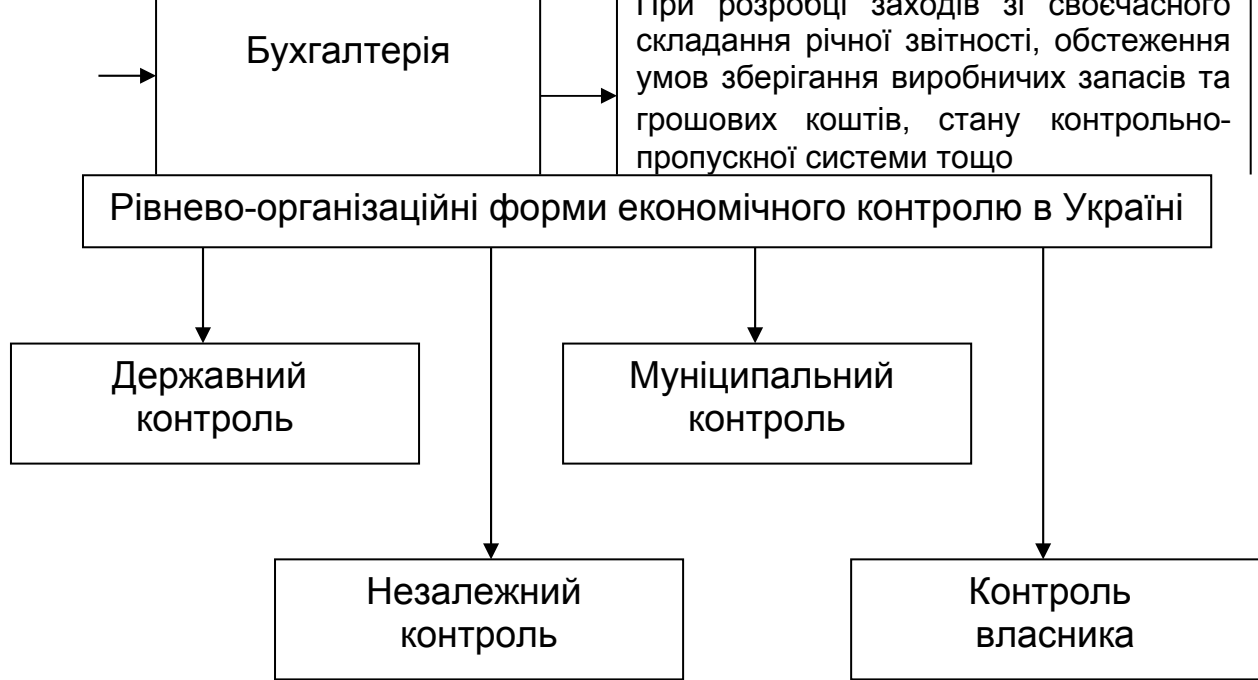 Бухгалтерія
При розробці заходів зі своєчасного
складання річної звітності, обстеження
умов зберігання виробничих запасів та
грошових коштів, стану контрольно-
пропускної системи тощо
Рівнево-організаційні форми економічного контролю в Україні
Державний
контроль
Муніципальний
контроль
Незалежний
контроль
Контроль
власника